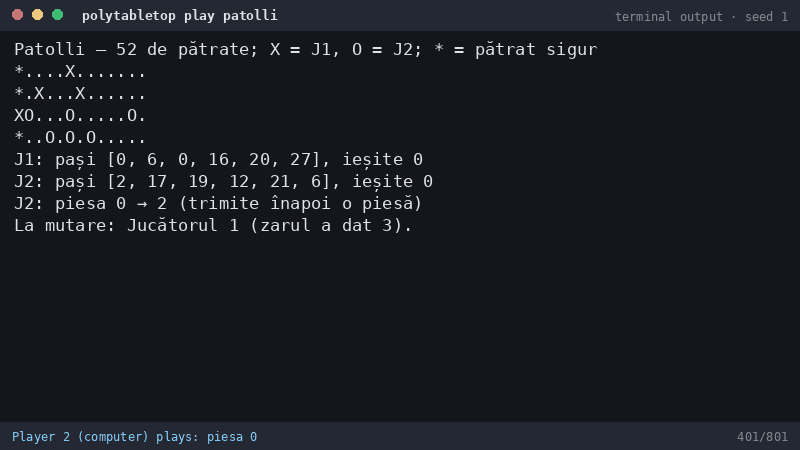 polytabletop play patolli
terminal output · seed 1
Patolli — 52 de pătrate; X = J1, O = J2; * = pătrat sigur
*....X.......
*.X...X......
XO...O.....O.
*..O.O.O.....
J1: pași [0, 6, 0, 16, 20, 27], ieșite 0
J2: pași [2, 17, 19, 12, 21, 6], ieșite 0
J2: piesa 0 → 2 (trimite înapoi o piesă)
La mutare: Jucătorul 1 (zarul a dat 3).
Player 2 (computer) plays: piesa 0
401/801